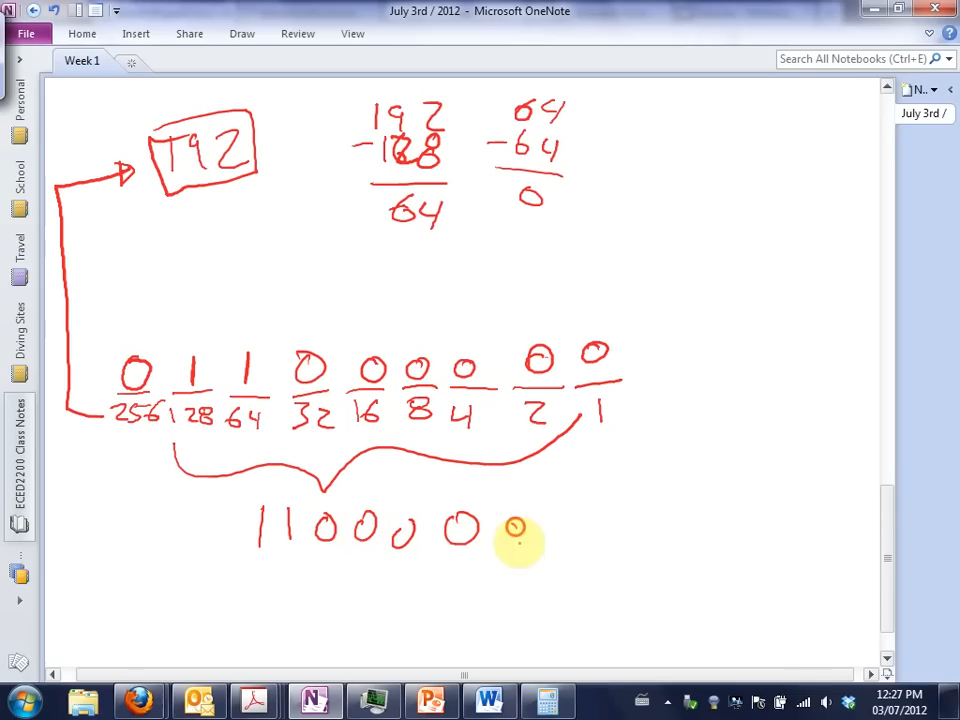 July 3rd / 2012 - Microsoft OneNote
File Home Insert Share Review View
Week 1
Search All Notebooks (Ctrl+E)
N..
July 3rd /
Personal
School
Travel
Diving Sites
ECED2200 Class Notes
192
192
-128
64
64
-64
0
0 1 1 0 0 0 0 0 0
256 128 64 32 16 8 4 2 1
1 1 0 0 0 0 0
12:27 PM
03/07/2012